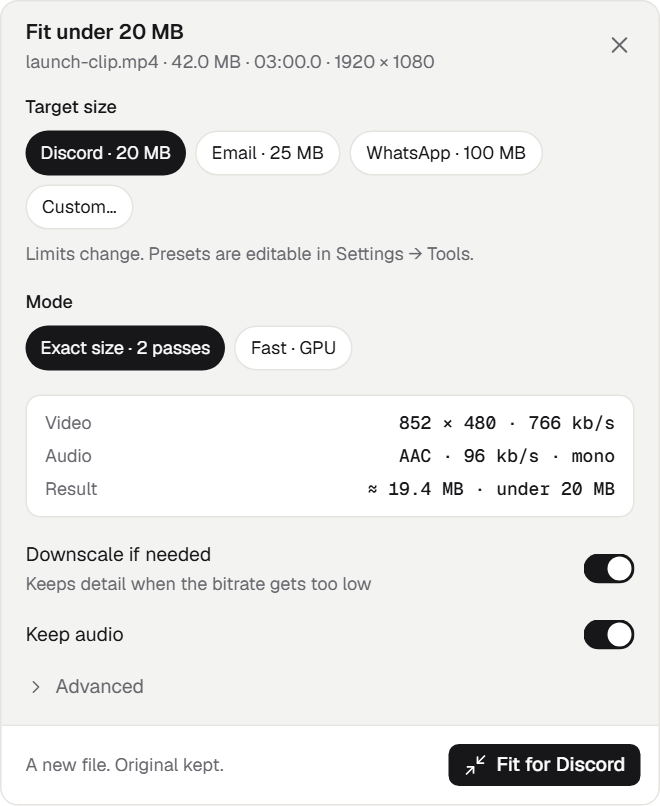 Fit under 20 MB
launch-clip.mp4 · 42.0 MB · 03:00.0 · 1920 × 1080
Target size
Discord · 20 MB
Email · 25 MB
WhatsApp · 100 MB
Custom…
Limits change. Presets are editable in Settings → Tools.
Mode
Exact size · 2 passes
Fast · GPU
Video 852 × 480 · 766 kb/s
Audio AAC · 96 kb/s · mono
Result ≈ 19.4 MB · under 20 MB
Downscale if needed
Keeps detail when the bitrate gets too low
Keep audio
Advanced
A new file. Original kept.
Fit for Discord